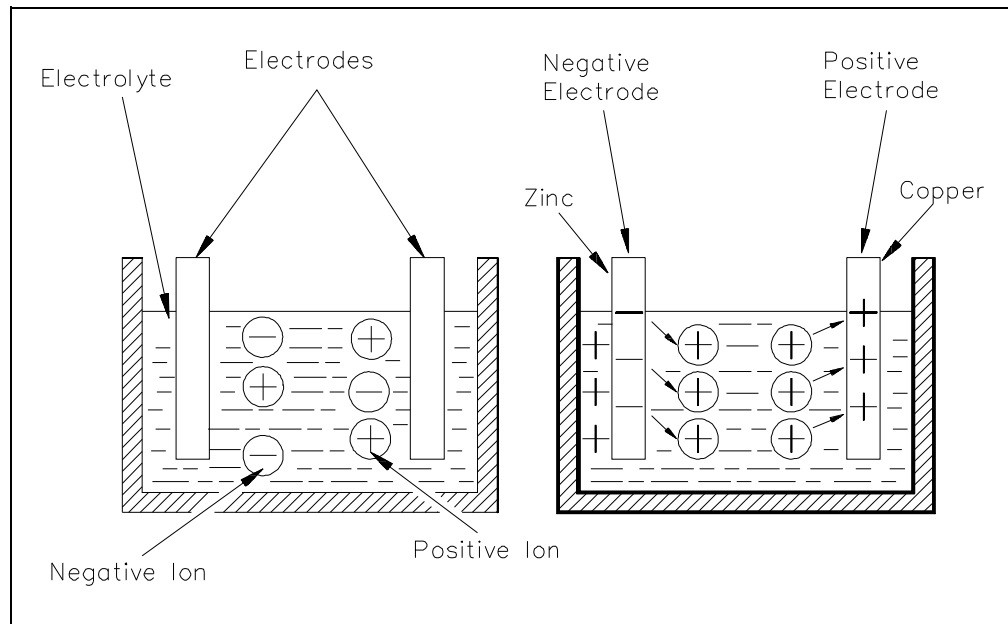 Electrolyte
Electrodes
Negative
Electrode
Positive
Electrode
Zinc
Copper
Negative Ion
Positive Ion